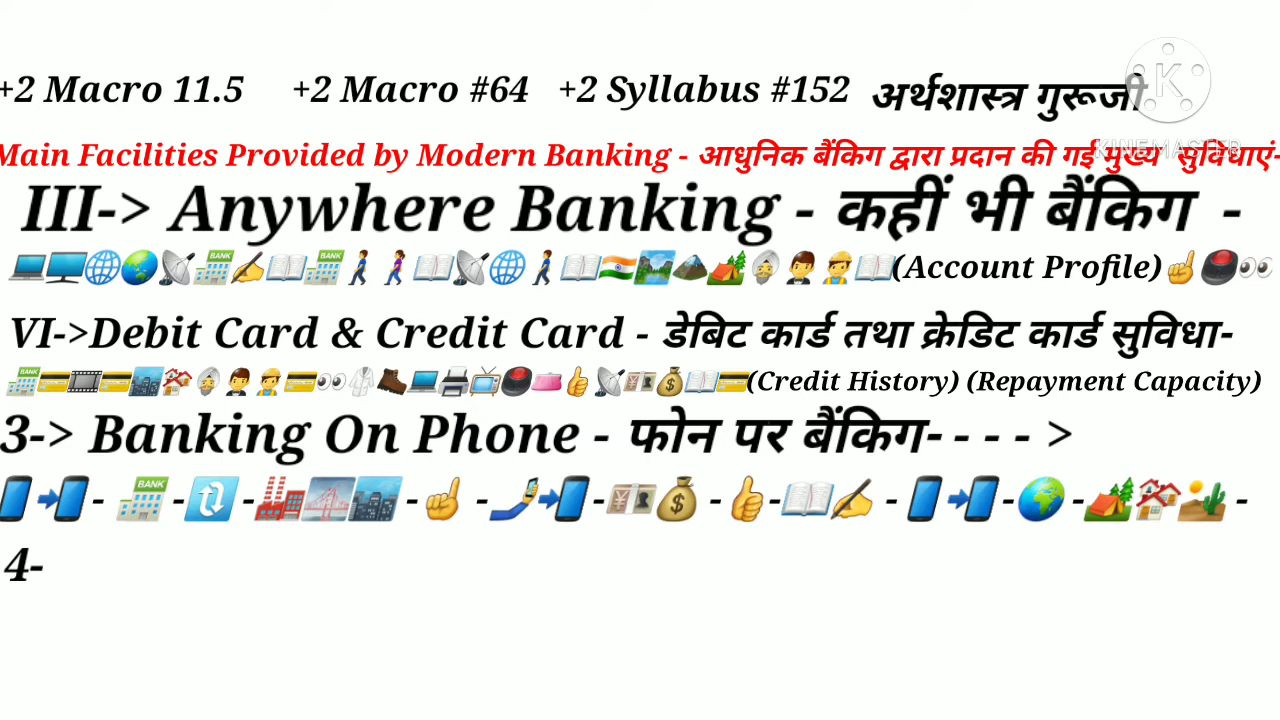 +2 Macro 11.5 +2 Macro #64 +2 Syllabus #152 अर्थशास्त्र गुरूजी
K
KINEMASTER
Main Facilities Provided by Modern Banking - आधुनिक बैंकिग द्वारा प्रदान की गई मुख्य सुविधाएं-
III-> Anywhere Banking - कहीं भी बैंकिग -
💻🖥️🌐🌏📡🏦✍️📖🏦🚶🚶‍♀️📖📡🌐🚶📖🇮🇳🏞️⛰️🏕️👳🤵👷📖(Account Profile)☝️🖲️👀
VI->Debit Card & Credit Card - डेबिट कार्ड तथा क्रेडिट कार्ड सुविधा-
🏦💳🎞️💳🏙️🏘️👳🤵👷💳👀🥼🥾💻🖨️📺🖲️👛👍📡💴💰📖💳(Credit History) (Repayment Capacity)
3-> Banking On Phone - फोन पर बैंकिग- - - - >
📱📲- 🏦-🔃-🏭🌉🏙️-☝️-🤳📲-💴💰-👍-📖✍️ - 📱📲-🌍-🏕️🏘️🏜️ -
4-